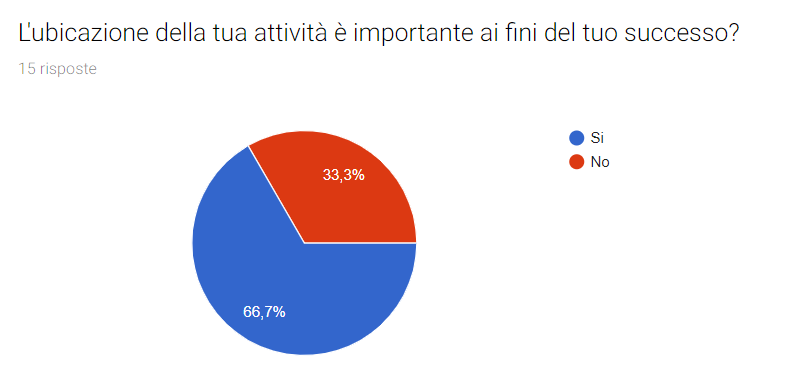 L'ubicazione della tua attività è importante ai fini del tuo successo?
15 risposte
Si
No
33,3%
66,7%